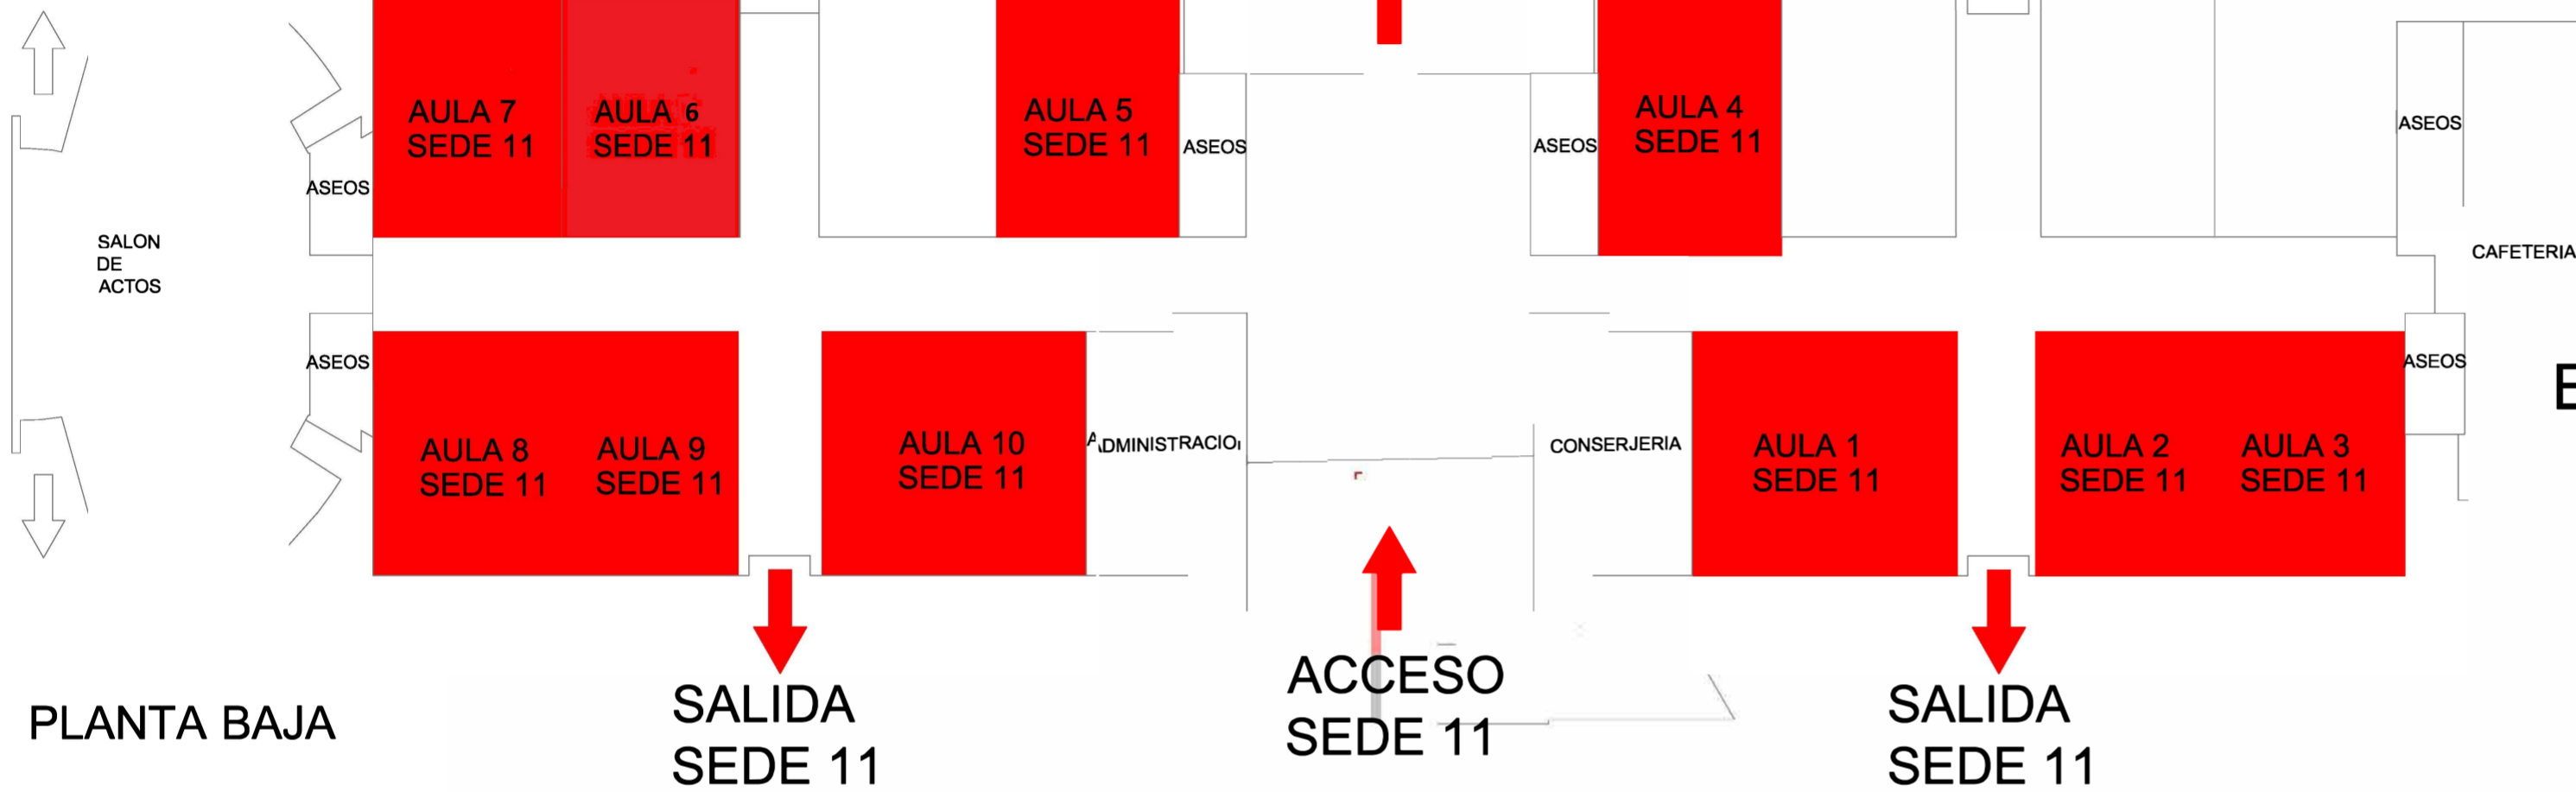 AULA 7
SEDE 11
AULA 6
SEDE 11
AULA 5
SEDE 11
ASEOS
ASEOS
AULA 4
SEDE 11
ASEOS
ASEOS
SALON
DE
ACTOS
CAFETERIA
ASEOS
AULA 8
SEDE 11
AULA 9
SEDE 11
AULA 10
SEDE 11
ADMINISTRACIO
CONSERJERIA
AULA 1
SEDE 11
AULA 2
SEDE 11
AULA 3
SEDE 11
ASEOS
E
PLANTA BAJA
SALIDA
SEDE 11
ACCESO
SEDE 11
SALIDA
SEDE 11